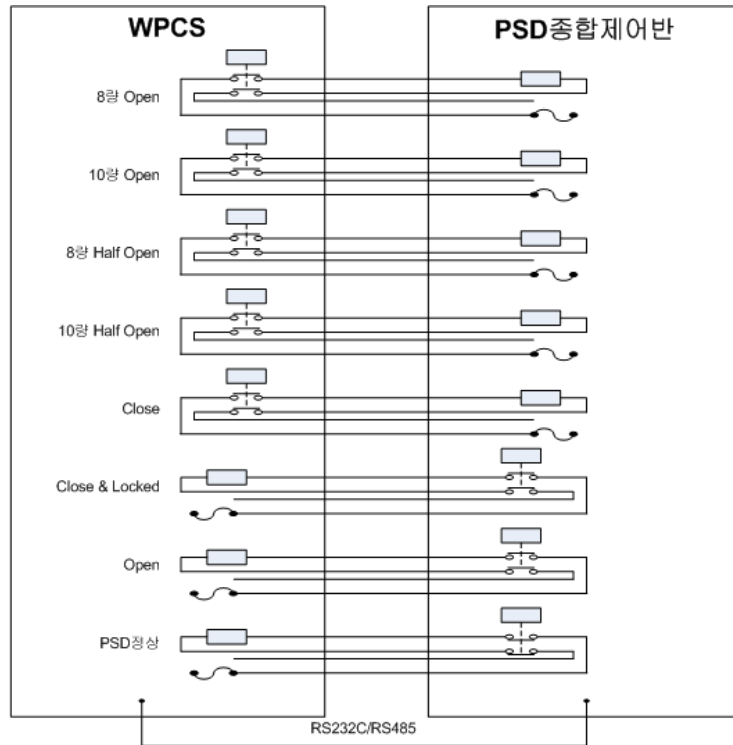 WPCS
PSD종합제어반
8량 Open
10량 Open
8량 Half Open
10량 Half Open
Close
Close & Locked
Open
PSD정상
RS232C/RS485